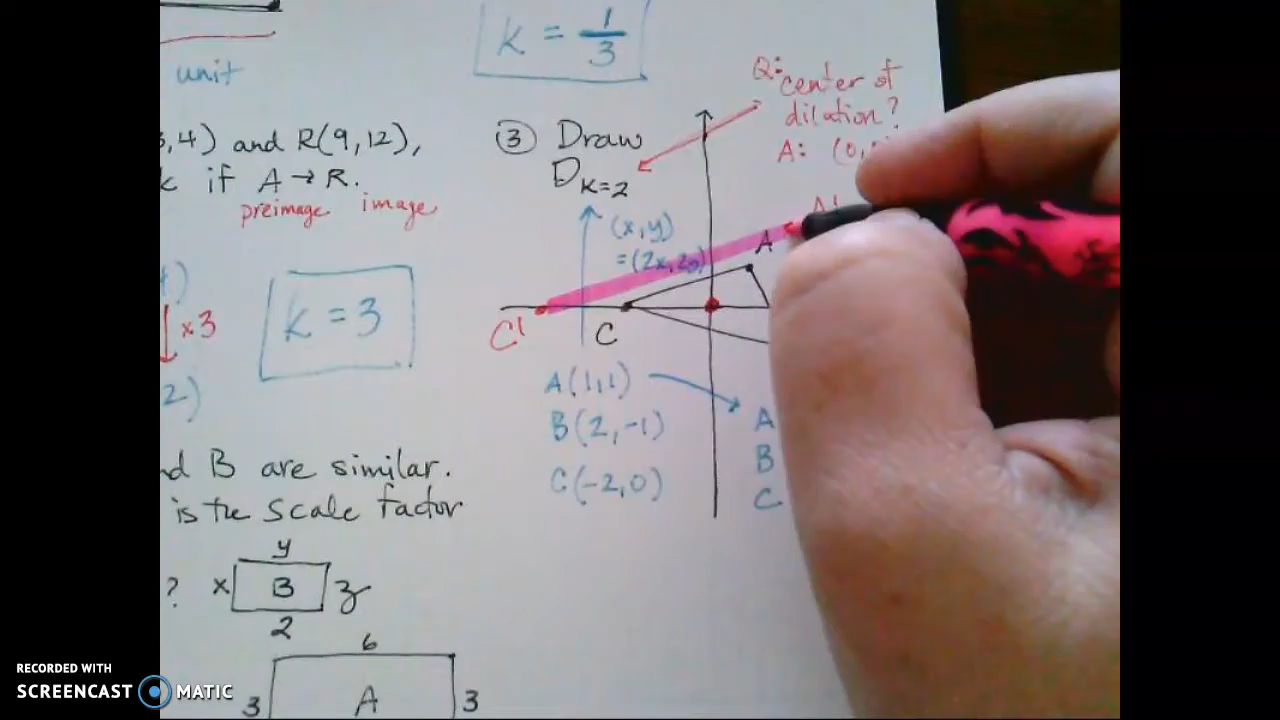 unit
,4) and R(9,12),
k if A → R.
preimage image
×3
k = 3
2)
nd B are similar.
is the scale factor
?
x
y
B
z
2
6
3
A
3
k = 1/3
③ Draw
D K=2
Q: center of
dilation?
A: (0,
(x,y)
=(2x,2y)
A'
A
C'
C
A(1,1)
B(2,-1)
C(-2,0)
A
B
C
RECORDED WITH
SCREENCAST MATIC